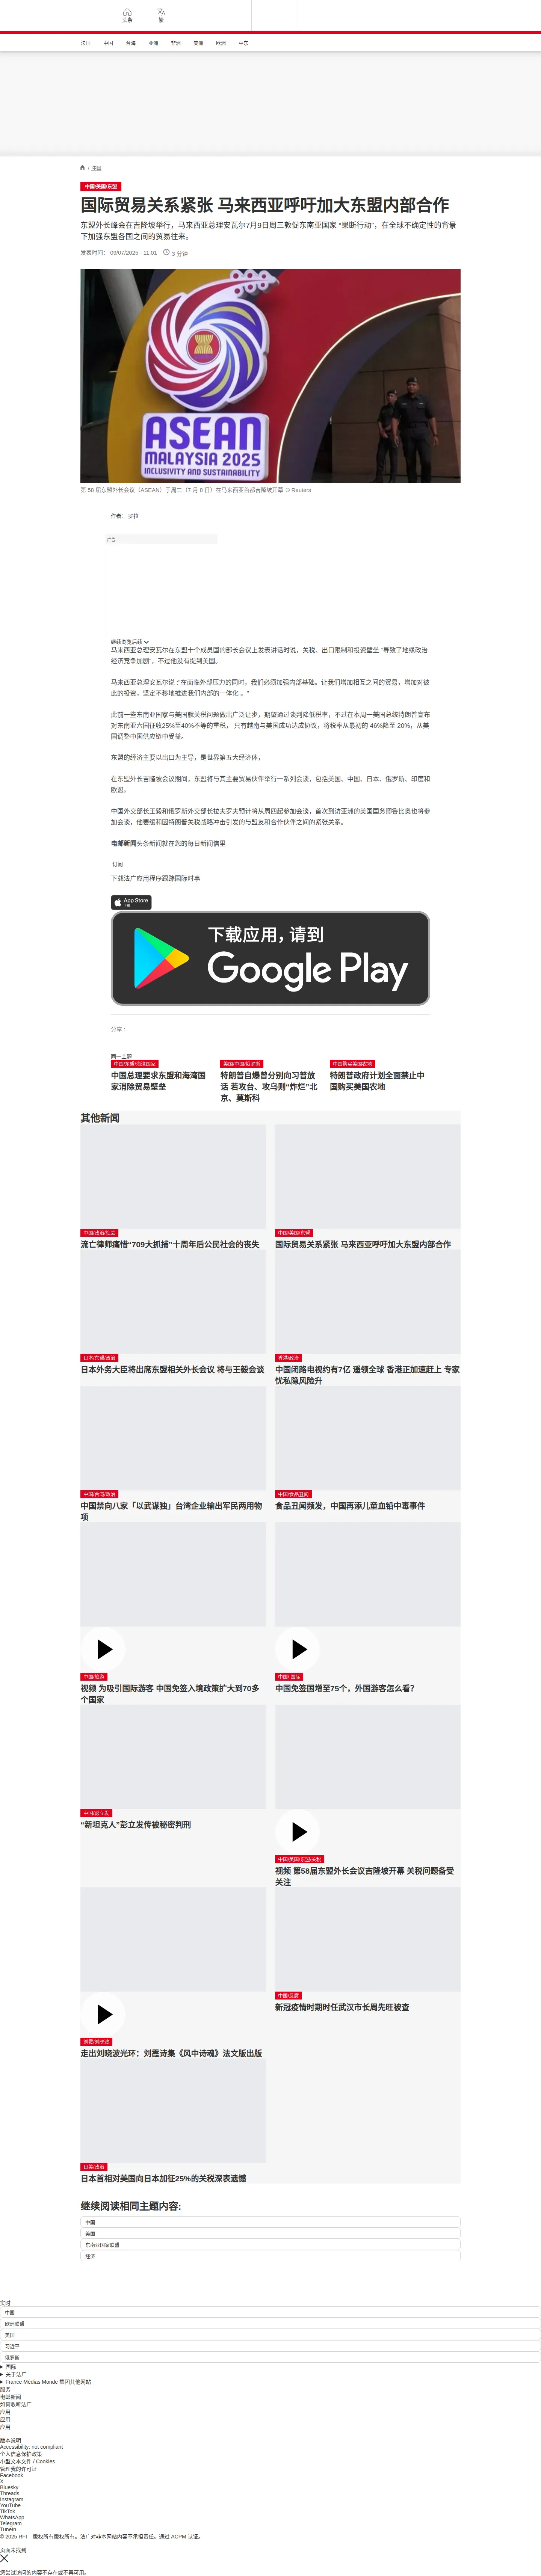 头条
繁
法国 中国 台海 亚洲 非洲 美洲 欧洲 中东
/ 中国
中国/美国/东盟
国际贸易关系紧张 马来西亚呼吁加大东盟内部合作
东盟外长峰会在吉隆坡举行，马来西亚总理安瓦尔7月9日周三敦促东南亚国家 “果断行动”，在全球不确定性的背景
下加强东盟各国之间的贸易往来。
发表时间： 09/07/2025 - 11:01 3 分钟
ASEAN
MALAYSIA 2025
INCLUSIVITY AND SUSTAINABILITY
第 58 届东盟外长会议（ASEAN）于周二（7 月 8 日）在马来西亚首都吉隆坡开幕 © Reuters
作者： 罗拉
广告
继续浏览后续
马来西亚总理安瓦尔在东盟十个成员国的部长会议上发表讲话时说，关税、出口限制和投资壁垒 “导致了地缘政治
经济竞争加剧”，不过他没有提到美国。
马来西亚总理安瓦尔说 :“在面临外部压力的同时，我们必须加强内部基础。让我们增加相互之间的贸易，增加对彼
此的投资，坚定不移地推进我们内部的一体化 。”
此前一些东南亚国家与美国就关税问题做出广泛让步，期望通过谈判降低税率，不过在本周一美国总统特朗普宣布
对东南亚六国征收25%至40%不等的重税， 只有越南与美国成功达成协议，将税率从最初的 46%降至 20%，从美
国调整中国供应链中受益。
东盟的经济主要以出口为主导，是世界第五大经济体，
在东盟外长吉隆坡会议期间，东盟将与其主要贸易伙伴举行一系列会谈，包括美国、中国、日本、俄罗斯、印度和
欧盟。
中国外交部长王毅和俄罗斯外交部长拉夫罗夫预计将从周四起参加会谈，首次到访亚洲的美国国务卿鲁比奥也将参
加会谈，他要缓和因特朗普关税战略冲击引发的与盟友和合作伙伴之间的紧张关系。
电邮新闻头条新闻就在您的每日新闻信里
订阅
下载法广应用程序跟踪国际时事
App Store
下载应用，请到
Google Play
分享 :
同一主题
中国/东盟/海湾国家
中国总理要求东盟和海湾国
家消除贸易壁垒
美国/中国/俄罗斯
特朗普自爆普分别向习普放
话 若攻台、攻乌则“炸烂”北
京、莫斯科
中国购买美国农地
特朗普政府计划全面禁止中
国购买美国农地
其他新闻
中国/政治/社会
流亡律师痛惜“709大抓捕”十周年后公民社会的丧失
中国/美国/东盟
国际贸易关系紧张 马来西亚呼吁加大东盟内部合作
日本/东盟/政治
日本外务大臣将出席东盟相关外长会议 将与王毅会谈
香港/政治
中国闭路电视约有7亿 遥领全球 香港正加速赶上 专家
忧私隐风险升
中国/台湾/政治
中国禁向八家「以武谋独」台湾企业输出军民两用物
项
中国/食品丑闻
食品丑闻频发，中国再添儿童血铅中毒事件
中国/旅游
视频 为吸引国际游客 中国免签入境政策扩大到70多
个国家
中国/ 国际
中国免签国增至75个，外国游客怎么看？
中国/彭立发
“新坦克人”彭立发传被秘密判刑
中国/美国/东盟/关税
视频 第58届东盟外长会议吉隆坡开幕 关税问题备受
关注
刘霞/刘晓波
走出刘晓波光环：刘霞诗集《风中诗魂》法文版出版
中国/反腐
新冠疫情时期时任武汉市长周先旺被查
日美/政治
日本首相对美国向日本加征25%的关税深表遗憾
继续阅读相同主题内容:
中国
美国
东南亚国家联盟
经济
实时
中国
欧洲联盟
美国
习近平
俄罗斯
国际
关于法广
France Médias Monde 集团其他网站
服务
电邮新闻
如何收听法广
应用
应用
应用
版本说明
Accessibility: not compliant
个人信息保护政策
小型文本文件 / Cookies
管理我的许可证
Facebook
X
Bluesky
Threads
Instagram
YouTube
TikTok
WhatsApp
Telegram
TuneIn
© 2025 RFI – 版权所有版权所有。法广对非本网站内容不承担责任。通过 ACPM 认证。
页面未找到
您尝试访问的内容不存在或不再可用。